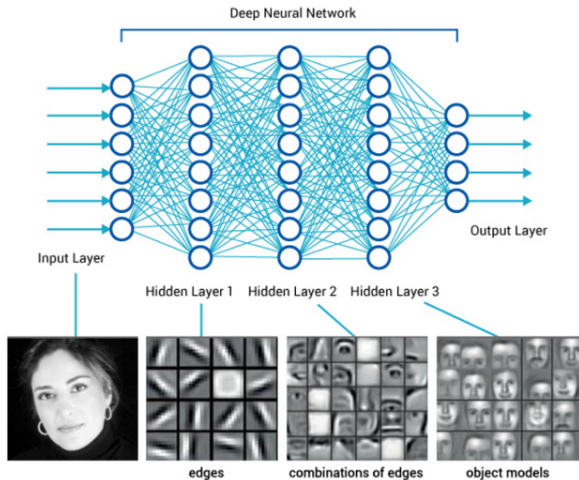 Deep Neural Network
Input Layer
Output Layer
Hidden Layer 1
Hidden Layer 2
Hidden Layer 3
edges
combinations of edges
object models